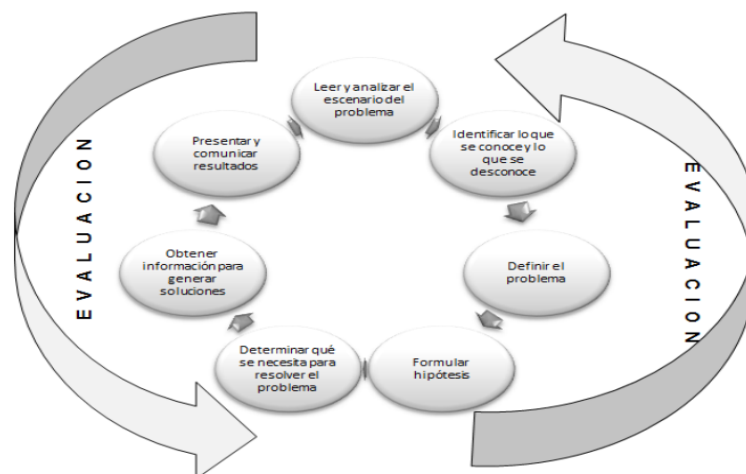 Leer y analizar el
escenario del
problema
Identificar lo que
se conoce y lo que
se desconoce
Definir el
problema
Formular
hipótesis
Determinar qué
se necesita para
resolver el
problema
Obtener
información para
generar
soluciones
Presentar y
comunicar
resultados
EVALUACION
EVALUACION